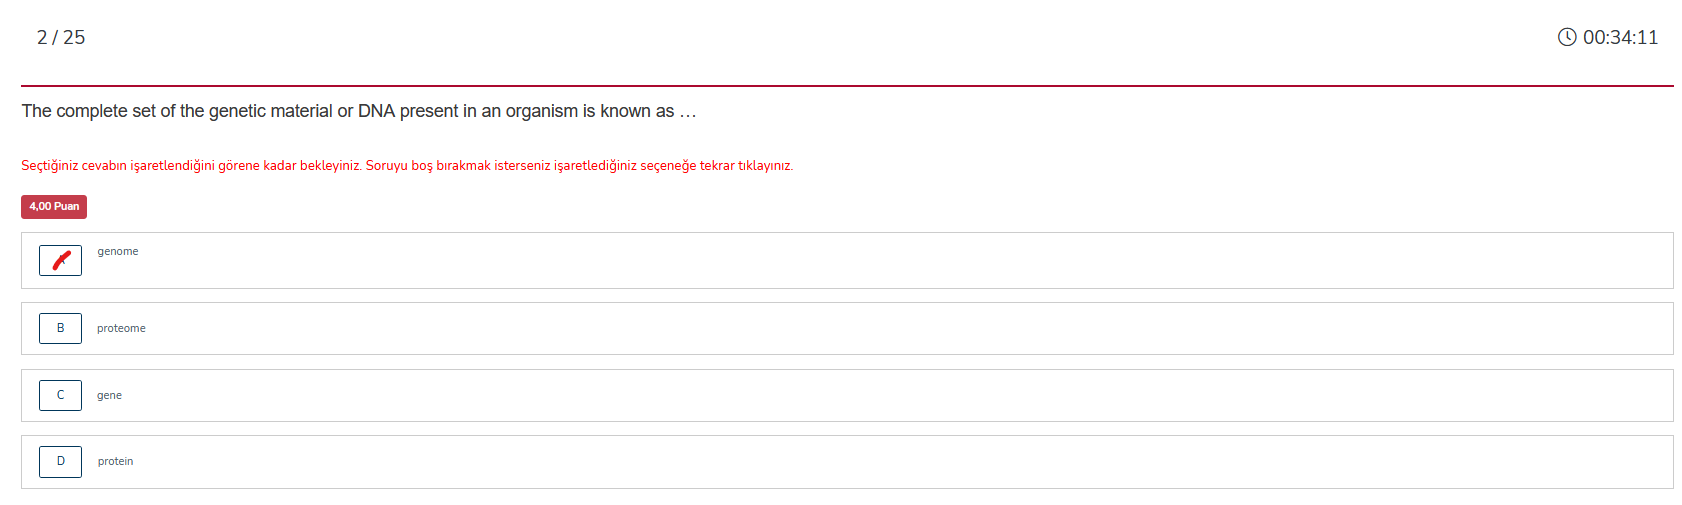 2 / 25
00:34:11
The complete set of the genetic material or DNA present in an organism is known as …
Seçtiğiniz cevabın işaretlendiğini görene kadar bekleyiniz. Soruyu boş bırakmak isterseniz işaretlediğiniz seçeneğe tekrar tıklayınız.
4,00 Puan
genome
B proteome
C gene
D protein